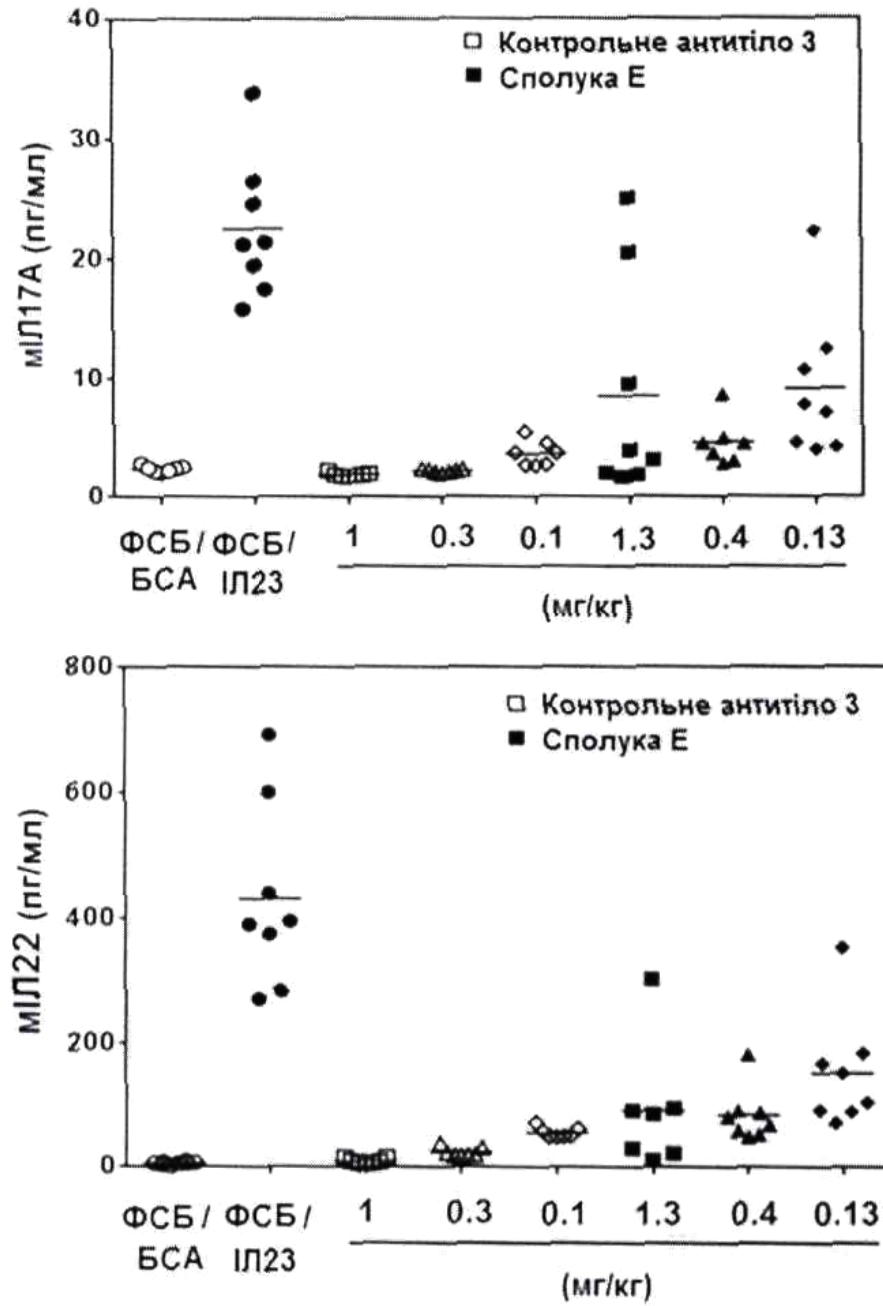 40
30
20
10
0
мІЛ17А (пг/мл)
Контрольне антитіло 3
Сполука Е
ФСБ/ ФСБ/ 1 0.3 0.1 1.3 0.4 0.13
БСА ІЛ23
(мг/кг)
800
600
400
200
0
мІЛ22 (пг/мл)
Контрольне антитіло 3
Сполука Е
ФСБ/ ФСБ/ 1 0.3 0.1 1.3 0.4 0.13
БСА ІЛ23
(мг/кг)